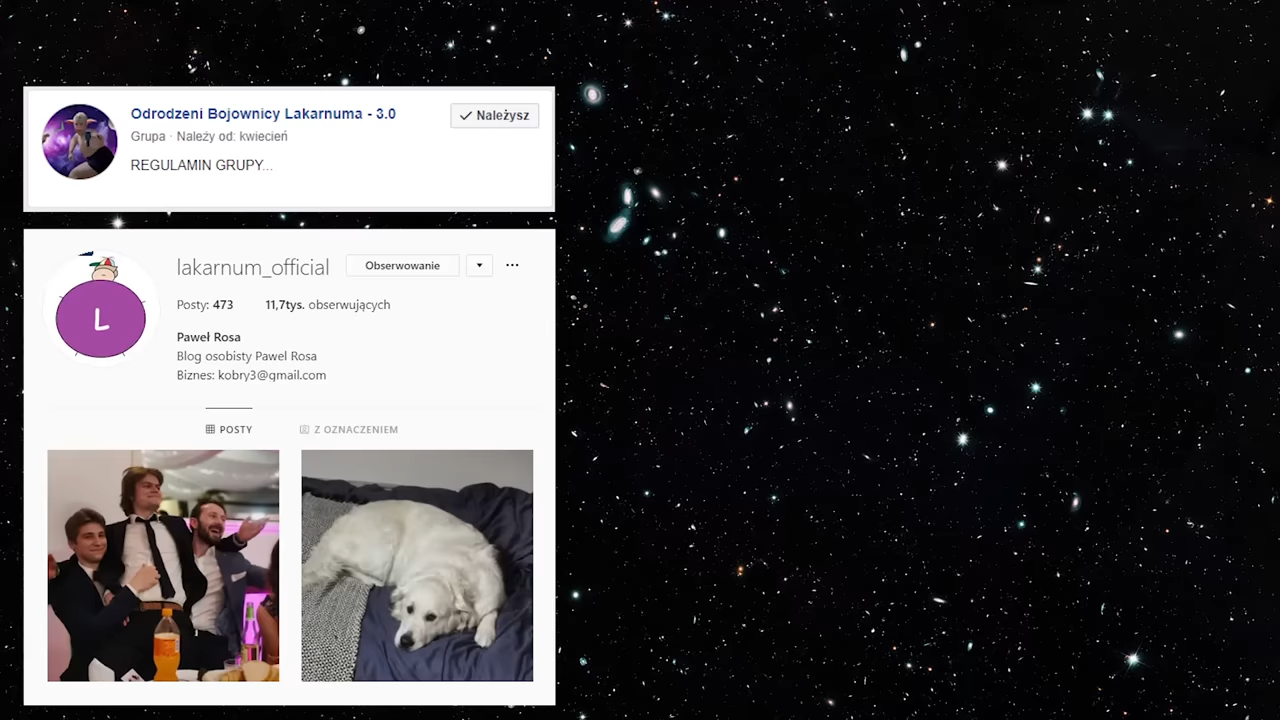 Odrodzeni Bojownicy Lakarnuma - 3.0
Należysz
Grupa · Należy od: kwiecień
REGULAMIN GRUPY...
lakarnum_official
Obserwowanie
L
Posty: 473 11,7tys. obserwujących
Paweł Rosa
Blog osobisty Paweł Rosa
Biznes: kobry3@gmail.com
POSTY
Z OZNACZENIEM